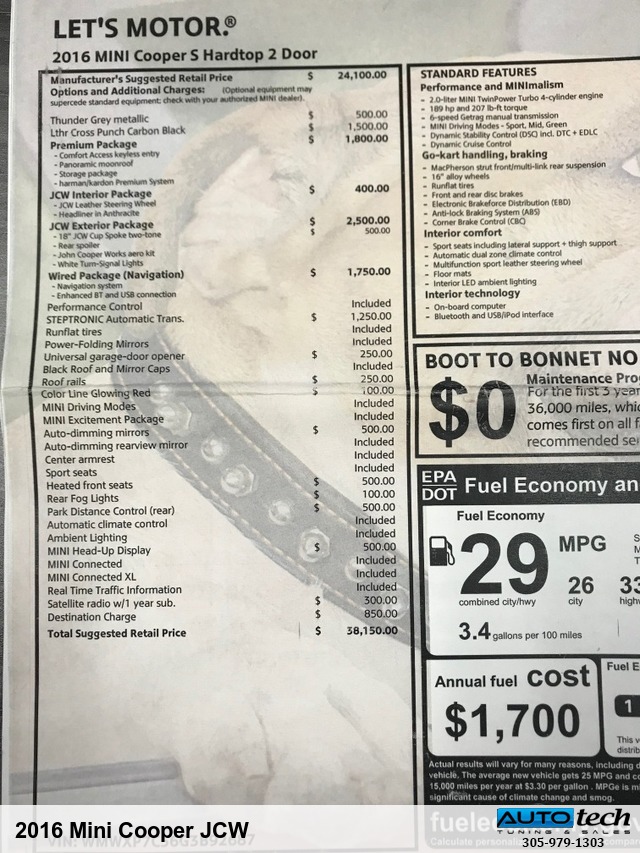 LET'S MOTOR.®
2016 MINI Cooper S Hardtop 2 Door
Manufacturer's Suggested Retail Price $ 24,100.00
Options and Additional Charges: (Optional equipment may
supercede standard equipment; check with your authorized MINI dealer).
Thunder Grey metallic $ 500.00
Lthr Cross Punch Carbon Black $ 1,500.00
Premium Package $ 1,800.00
- Comfort Access keyless entry
- Panoramic moonroof
- Storage package
- harman/kardon Premium System
JCW Interior Package $ 400.00
- JCW Leather Steering Wheel
- Headliner in Anthracite
JCW Exterior Package $ 2,500.00
- 18" JCW Cup Spoke two-tone $ 500.00
- Rear spoiler
- John Cooper Works aero kit
- White Turn-Signal Lights
Wired Package (Navigation) $ 1,750.00
- Navigation system
- Enhanced BT and USB connection
Performance Control Included
STEPTRONIC Automatic Trans. $ 1,250.00
Runflat tires Included
Power-Folding Mirrors Included
Universal garage-door opener $ 250.00
Black Roof and Mirror Caps Included
Roof rails $ 250.00
Color Line Glowing Red $ 100.00
MINI Driving Modes Included
MINI Excitement Package Included
Auto-dimming mirrors $ 500.00
Auto-dimming rearview mirror Included
Center armrest Included
Sport seats Included
Heated front seats $ 500.00
Rear Fog Lights $ 100.00
Park Distance Control (rear) $ 500.00
Automatic climate control Included
Ambient Lighting Included
MINI Head-Up Display $ 500.00
MINI Connected Included
MINI Connected XL Included
Real Time Traffic Information Included
Satellite radio w/1 year sub. $ 300.00
Destination Charge $ 850.00
Total Suggested Retail Price $ 38,150.00
STANDARD FEATURES
Performance and MINImalism
- 2.0-liter MINI TwinPower Turbo 4-cylinder engine
- 189 hp and 207 lb-ft torque
- 6-speed Getrag manual transmission
- MINI Driving Modes - Sport, Mid, Green
- Dynamic Stability Control (DSC) incl. DTC + EDLC
- Dynamic Cruise Control
Go-kart handling, braking
- MacPherson strut front/multi-link rear suspension
- 16" alloy wheels
- Runflat tires
- Front and rear disc brakes
- Electronic Brakeforce Distribution (EBD)
- Anti-lock Braking System (ABS)
- Corner Brake Control (CBC)
Interior comfort
- Sport seats including lateral support + thigh support
- Automatic dual zone climate control
- Multifunction sport leather steering wheel
- Floor mats
- Interior LED ambient lighting
Interior technology
- On-board computer
- Bluetooth and USB/iPod interface
BOOT TO BONNET NO
$0
Maintenance Pro
For the first 3 year
36,000 miles, whic
comes first on all f
recommended se
EPA
DOT Fuel Economy an
Fuel Economy
29 MPG
combined city/hwy
26
city
33
highw
3.4 gallons per 100 miles
Annual fuel cost
$1,700
Fuel E
1
This v
distrib
Actual results will vary for many reasons, including d
vehicle. The average new vehicle gets 25 MPG and co
15,000 miles per year at $3.30 per gallon. MPGe is mi
significant cause of climate change and smog.
2016 Mini Cooper JCW
AUTO tech
TUNING & SALES
305-979-1303